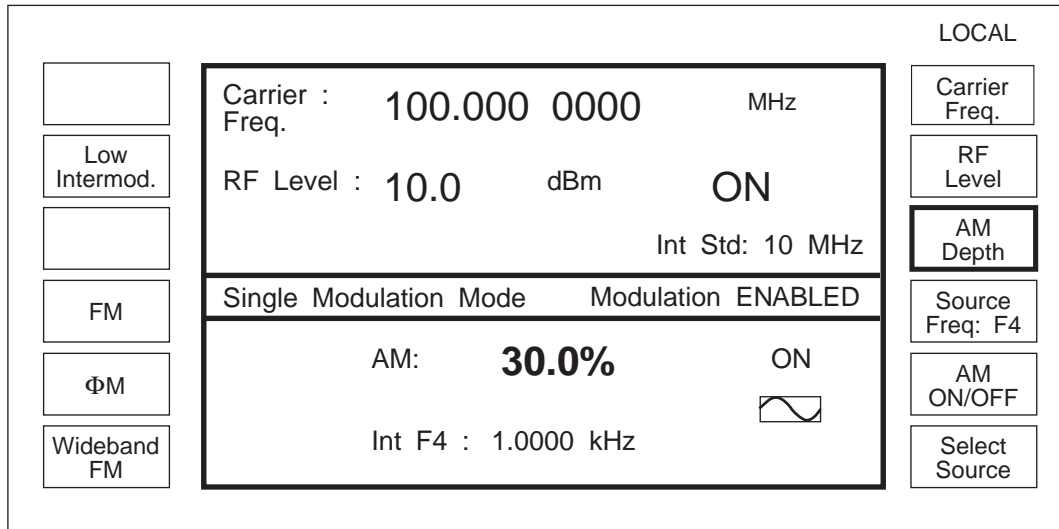 LOCAL
Low
Intermod.
FM
ΦM
Wideband
FM
Carrier :
Freq.
100.000 0000 MHz
RF Level : 10.0 dBm ON
Int Std: 10 MHz
Single Modulation Mode Modulation ENABLED
AM: 30.0% ON
Int F4 : 1.0000 kHz
Carrier
Freq.
RF
Level
AM
Depth
Source
Freq: F4
AM
ON/OFF
Select
Source